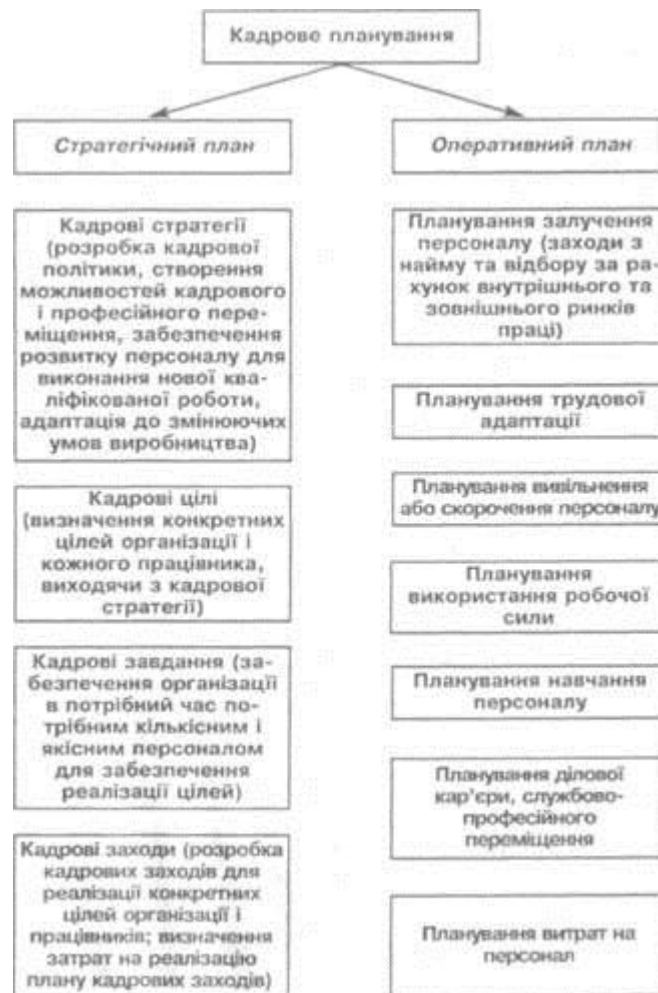 Кадрове планування
Стратегічний план
Кадрові стратегії
(розробка кадрової
політики, створення
можливостей кадрового
і професійного пере-
міщення, забезпечення
розвитку персоналу для
виконання нової ква-
ліфікованої роботи,
адаптація до змінюючих
умов виробництва)
Кадрові цілі
(визначення конкретних
цілей організації і
кожного працівника,
виходячи з кадрової
стратегії)
Кадрові завдання (за-
безпечення організації
в потрібний час по-
трібним кількісним і
якісним персоналом
для забезпечення
реалізації цілей)
Кадрові заходи (розробка
кадрових заходів для
реалізації конкретних
цілей організації і
працівників; визначення
затрат на реалізацію
плану кадрових заходів)
Оперативний план
Планування залучення
персоналу (заходи з
найму та відбору за ра-
хунок внутрішнього та
зовнішнього ринків
праці)
Планування трудової
адаптації
Планування вивільнення
або скорочення персоналу
Планування
використання робочої
сили
Планування навчання
персоналу
Планування ділової
кар'єри, службово-
професійного
переміщення
Планування витрат на
персонал